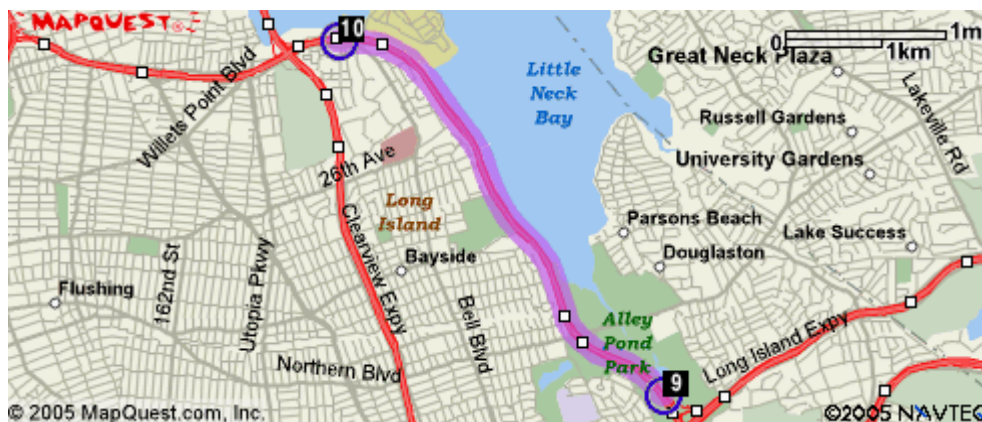 MAPQUEST
10
0
1m
1km
Great Neck Plaza
Little
Neck
Bay
Lakeville Rd
Willets Point Blvd
Russell Gardens
University Gardens
26th Ave
Long
Island
Parsons Beach
Lake Success
Douglaston
Clearview Expy
Bayside
162nd St
Utopia Pkwy
Flushing
Bell Blvd
Alley
Pond
Park
Long Island Expy
Northern Blvd
9
© 2005 MapQuest.com, Inc.
©2005 NAVTEQ